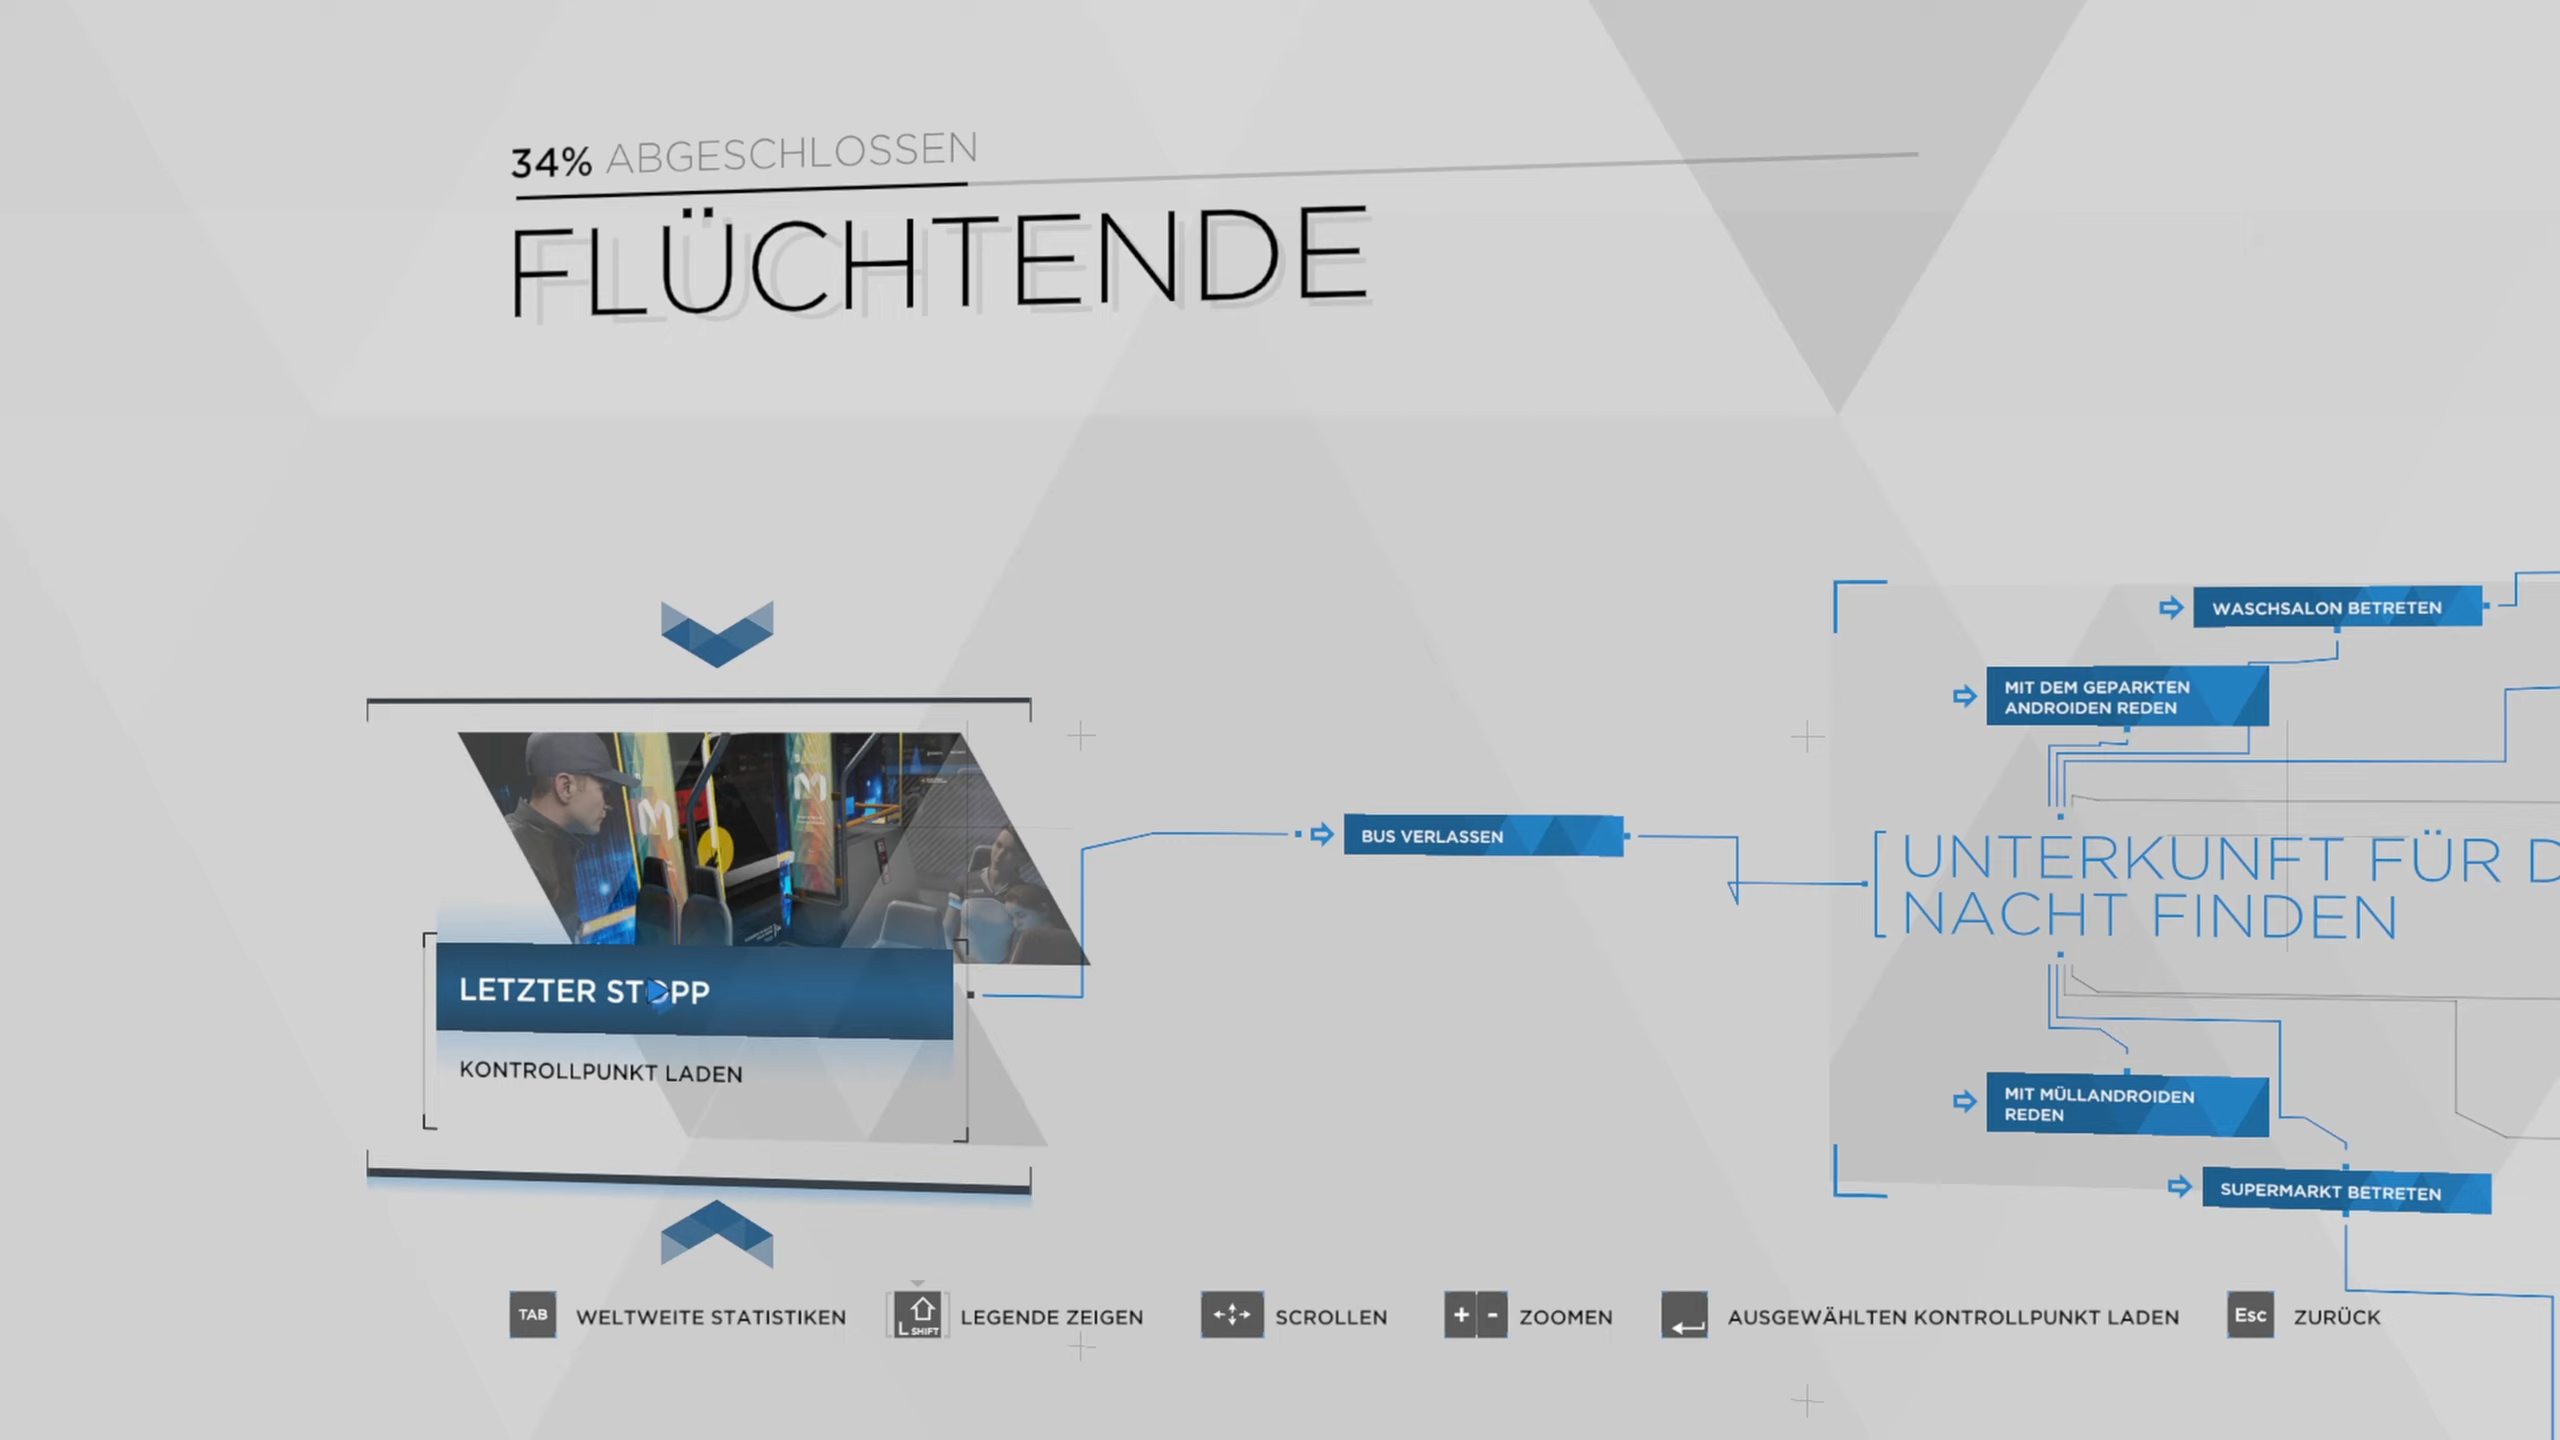 34% ABGESCHLOSSEN
FLÜCHTENDE
WASCHSALON BETRETEN
MIT DEM GEPARKTEN
ANDROIDEN REDEN
BUS VERLASSEN
UNTERKUNFT FÜR D
NACHT FINDEN
LETZTER STOPP
KONTROLLPUNKT LADEN
MIT MÜLLANDROIDEN
REDEN
SUPERMARKT BETRETEN
TAB WELTWEITE STATISTIKEN
L SHIFT LEGENDE ZEIGEN
SCROLLEN
+ - ZOOMEN
AUSGEWÄHLTEN KONTROLLPUNKT LADEN
Esc ZURÜCK